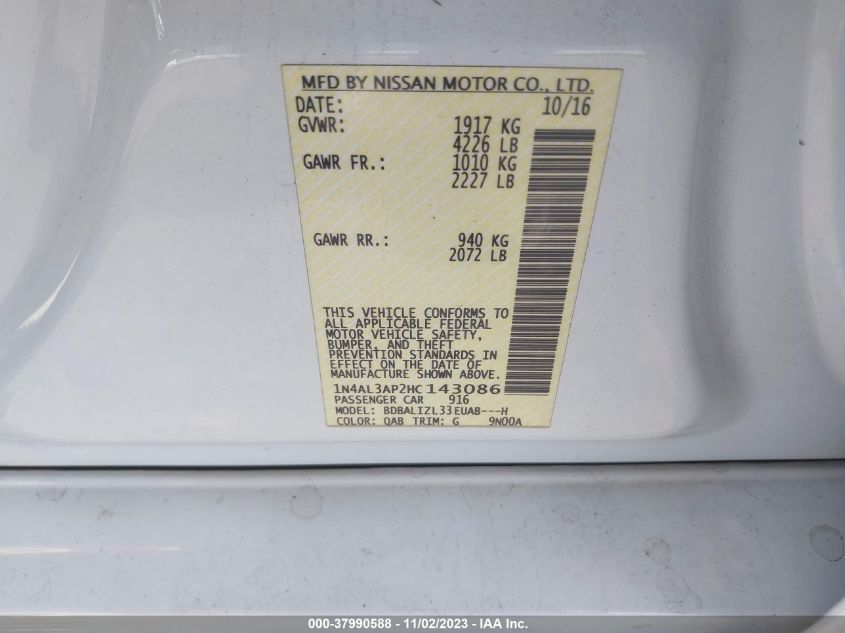 MFD BY NISSAN MOTOR CO., LTD.
DATE: 10/16
GVWR: 1917 KG
4226 LB
GAWR FR.: 1010 KG
2227 LB
GAWR RR.: 940 KG
2072 LB
THIS VEHICLE CONFORMS TO
ALL APPLICABLE FEDERAL
MOTOR VEHICLE SAFETY,
BUMPER, AND THEFT
PREVENTION STANDARDS IN
EFFECT ON THE DATE OF
MANUFACTURE SHOWN ABOVE.
1N4AL3AP2HC143086
PASSENGER CAR 916
MODEL: BDBALIZL33EUAB---H
COLOR: QAB TRIM: G 9N00A
000-37990588 - 11/02/2023 - IAA Inc.